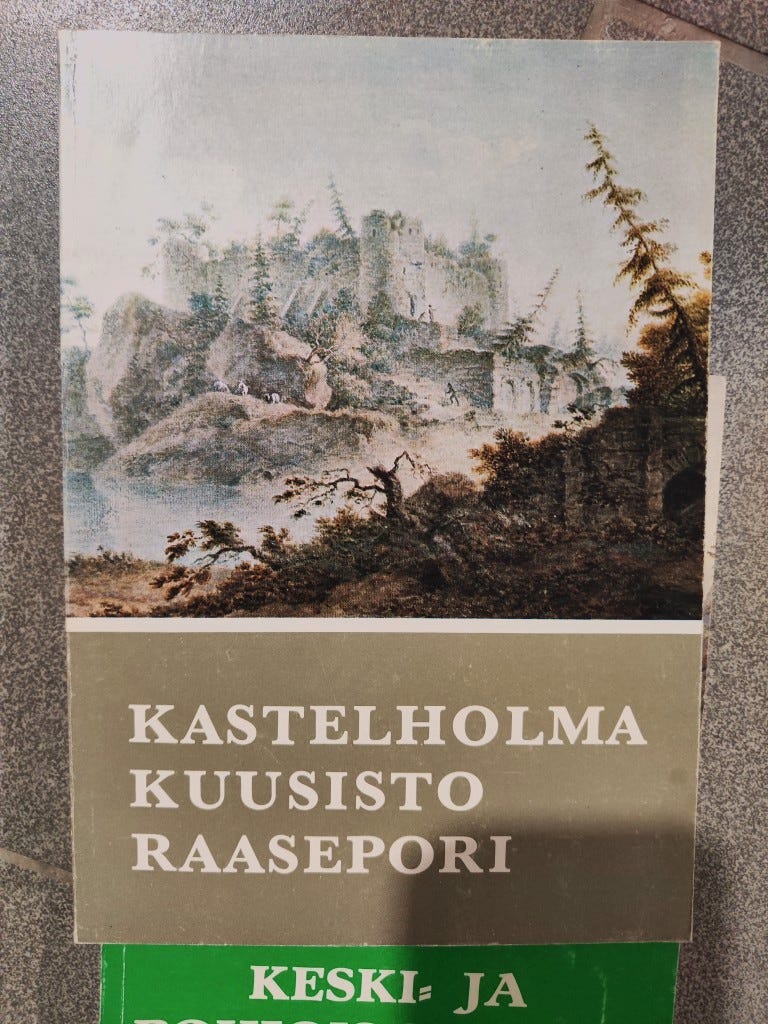 KASTELHOLMA
KUUSISTO
RAASEPORI
KESKI- JA